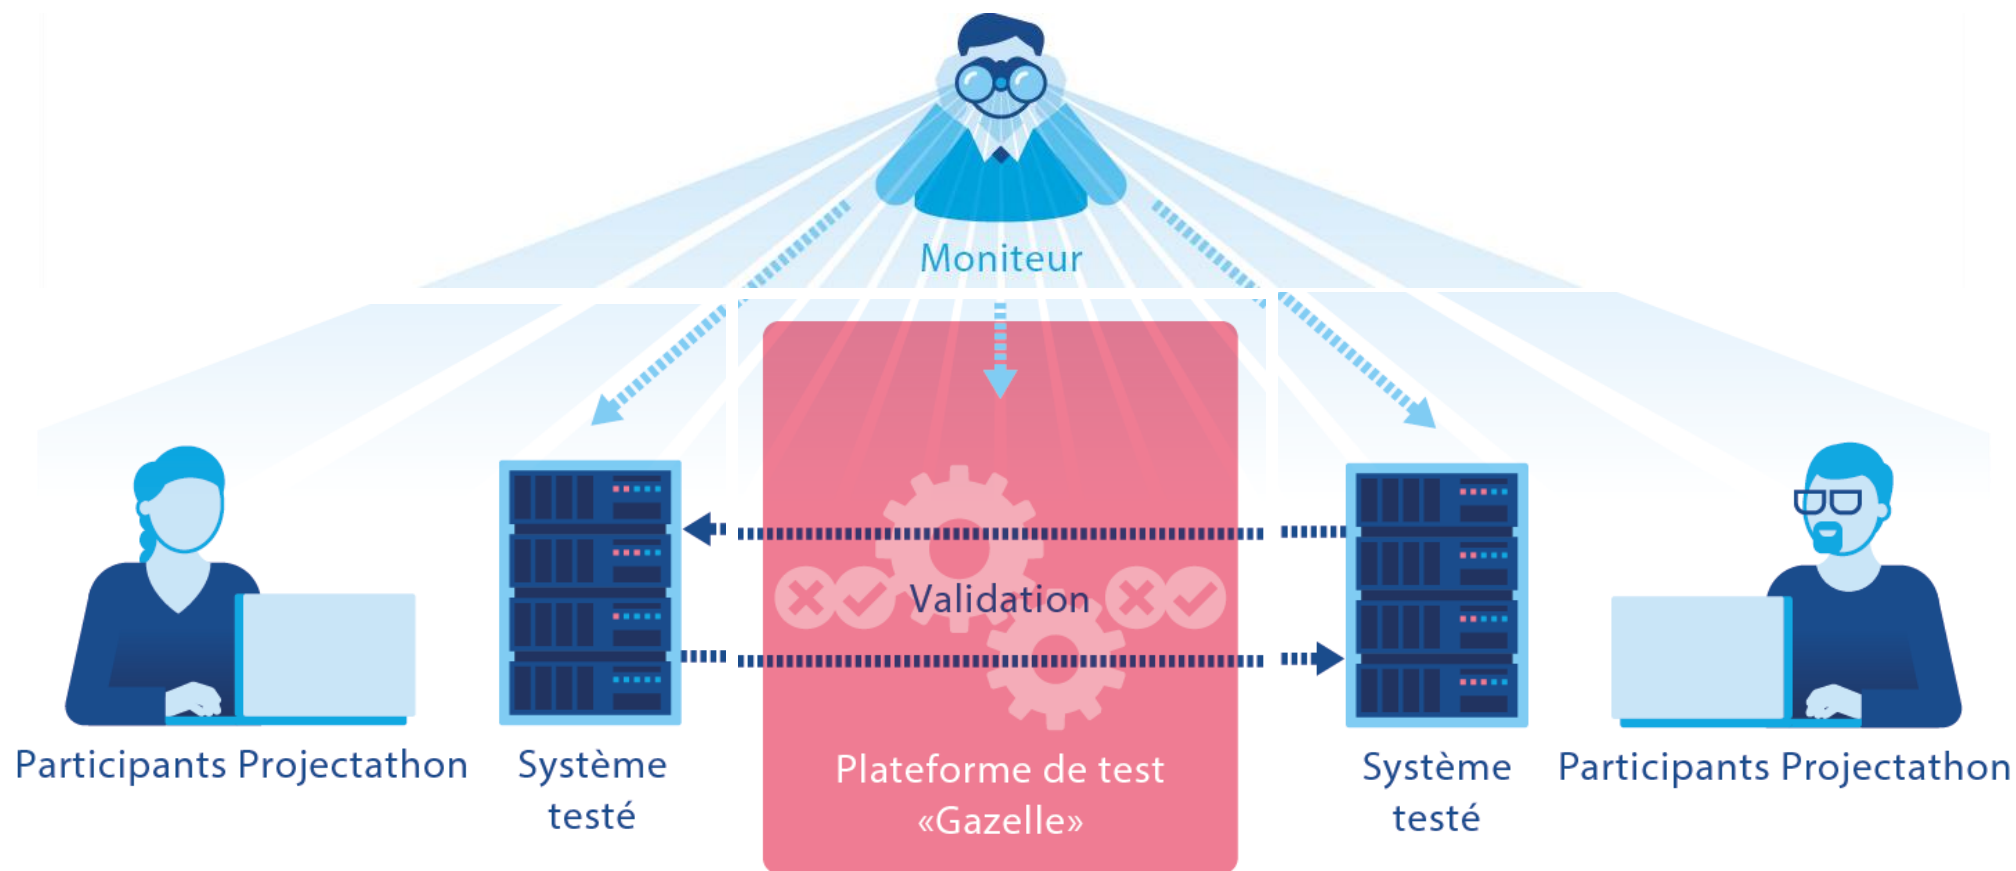 Moniteur
Validation
Participants Projectathon
Système
testé
Plateforme de test
«Gazelle»
Système
testé
Participants Projectathon